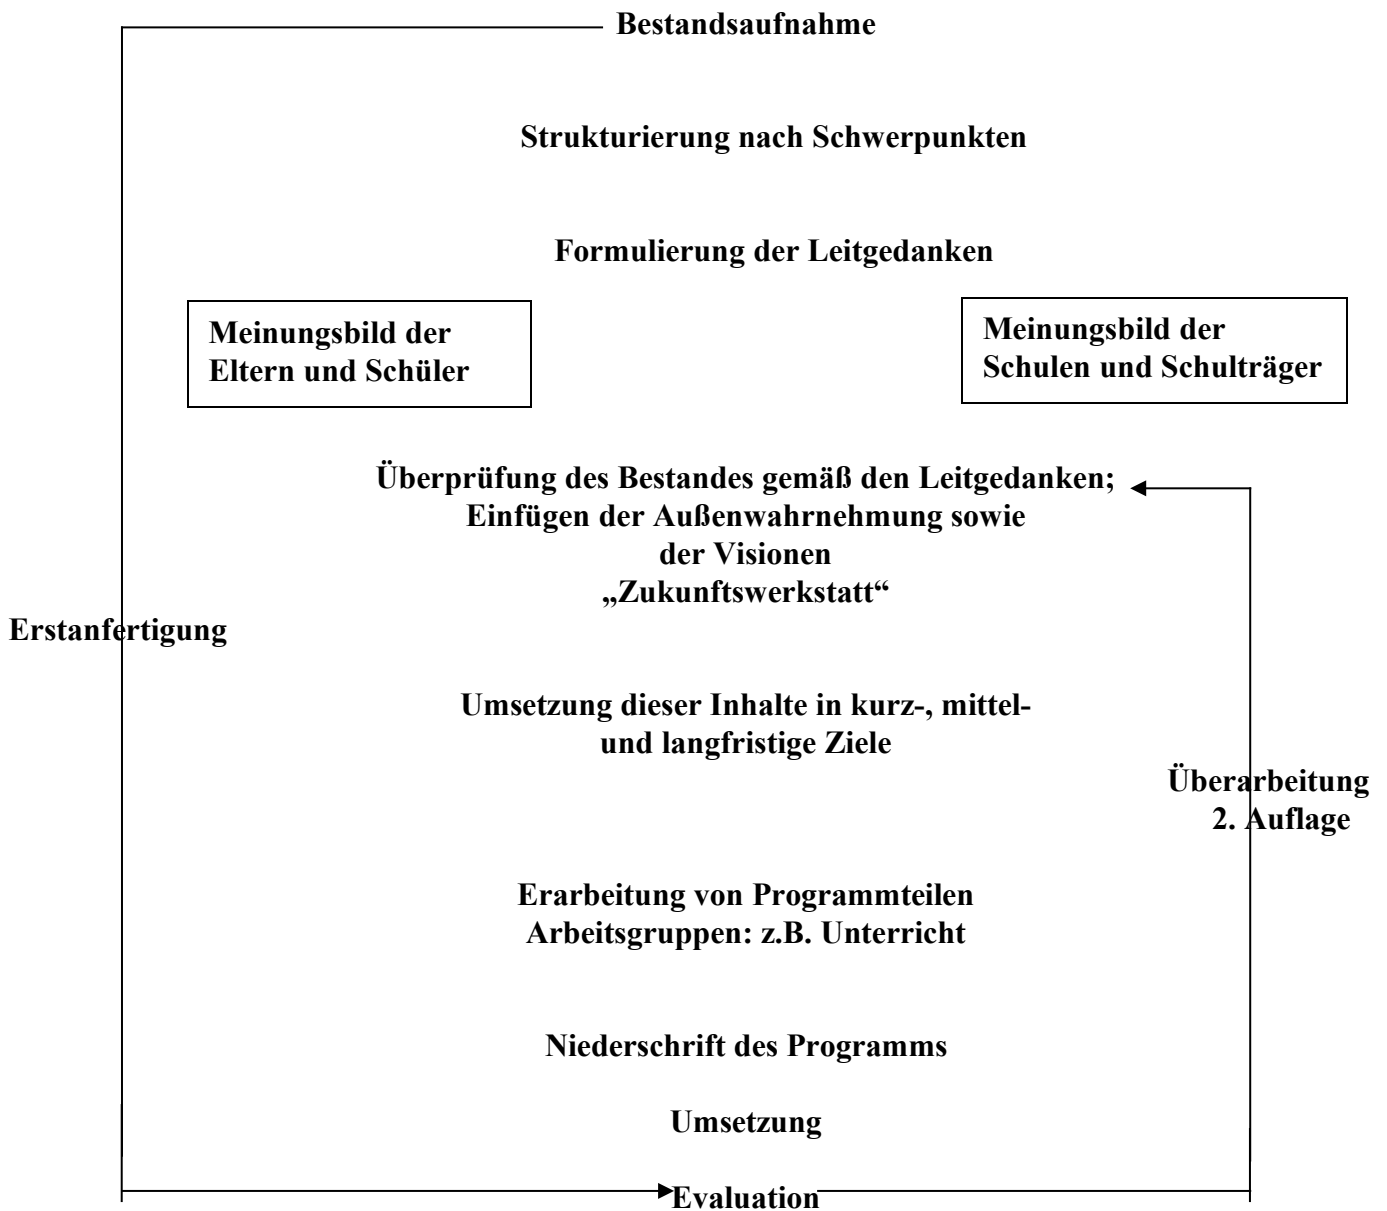 Bestandsaufnahme
Strukturierung nach Schwerpunkten
Formulierung der Leitgedanken
Meinungsbild der
Eltern und Schüler
Meinungsbild der
Schulen und Schulträger
Überprüfung des Bestandes gemäß den Leitgedanken;
Einfügen der Außenwahrnehmung sowie
der Visionen
„Zukunftswerkstatt“
Erstanfertigung
Umsetzung dieser Inhalte in kurz-, mittel-
und langfristige Ziele
Überarbeitung
2. Auflage
Erarbeitung von Programmteilen
Arbeitsgruppen: z.B. Unterricht
Niederschrift des Programms
Umsetzung
Evaluation